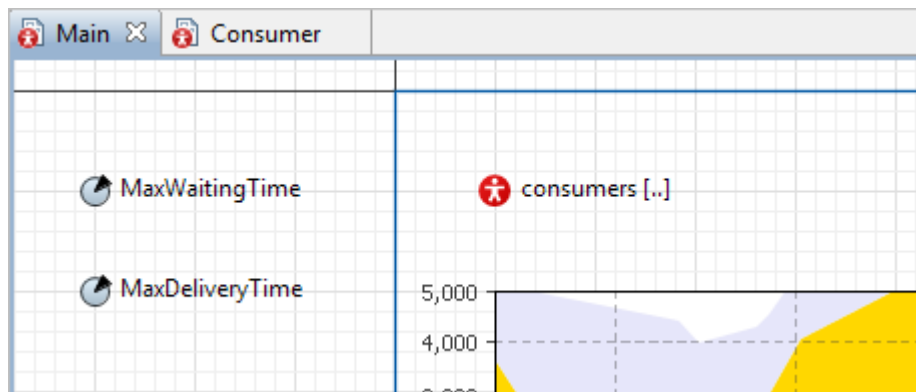 Main Consumer
MaxWaitingTime consumers [..]
MaxDeliveryTime
5,000
4,000